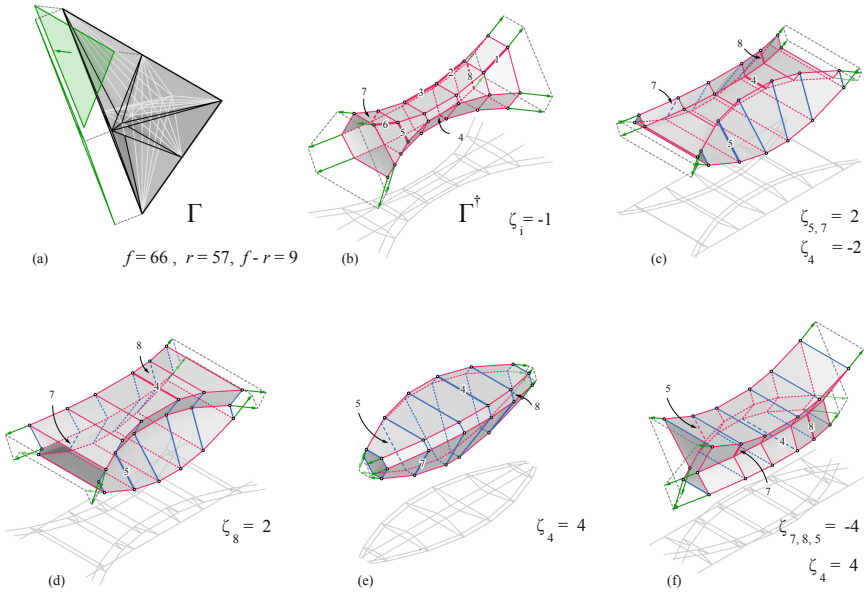 Γ
(a)
f = 66 , r = 57, f - r = 9
1
2
8
3
7
6
5
4
Γ†
ζi = -1
(b)
8
7
4
5
ζ5, 7 = 2
ζ4 = -2
(c)
8
7
4
5
ζ8 = 2
(d)
4
5
8
7
ζ4 = 4
(e)
5
4
8
7
ζ7, 8, 5 = -4
ζ4 = 4
(f)